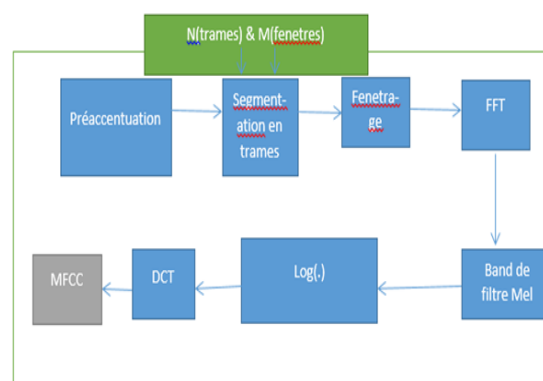 N(trames) & M(fenetres)
Préaccentuation
Segment-
ation en
trames
Fenetra-
ge
FFT
Band de
filtre Mel
Log(.)
DCT
MFCC